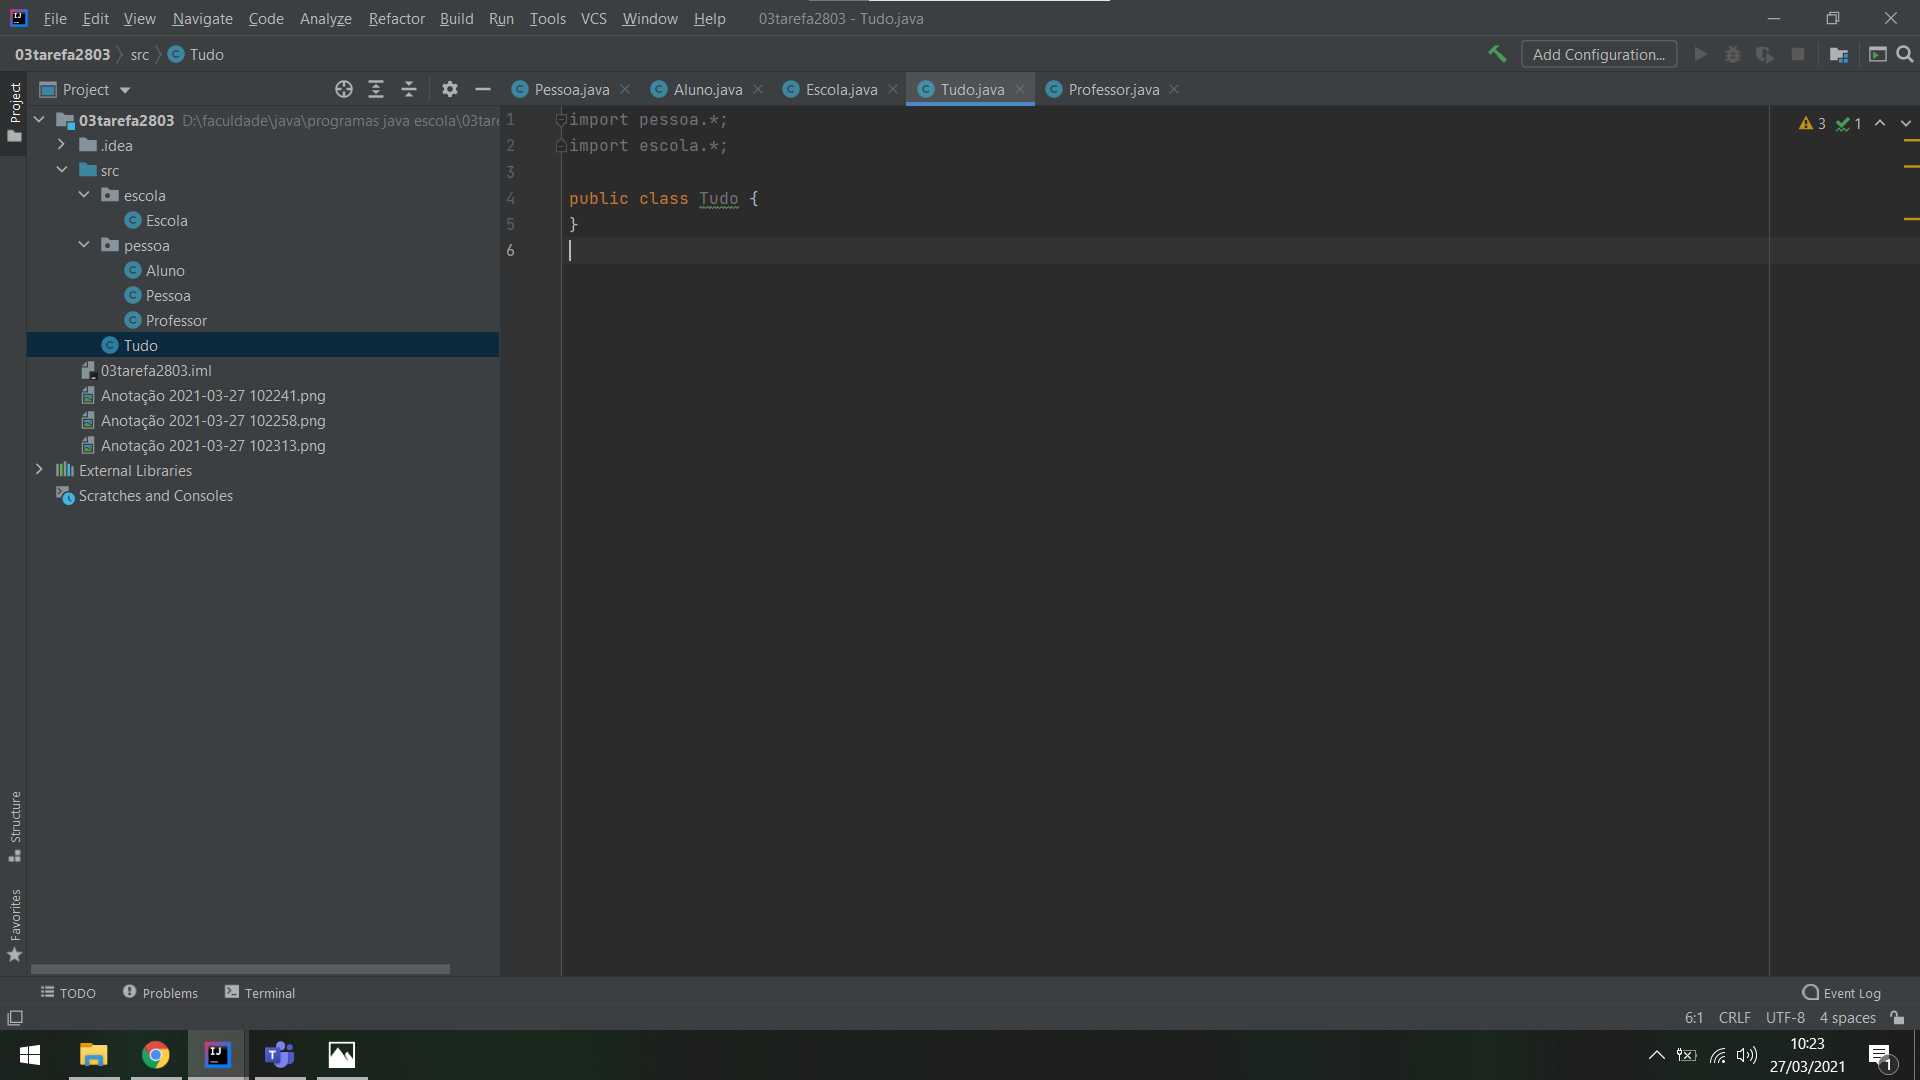 File Edit View Navigate Code Analyze Refactor Build Run Tools VCS Window Help 03tarefa2803 - Tudo.java
03tarefa2803 src Tudo
Add Configuration...
Project
Project
Pessoa.java Aluno.java Escola.java Tudo.java Professor.java
03tarefa2803 D:\faculdade\java\programas java escola\03tare
.idea
src
escola
Escola
pessoa
Aluno
Pessoa
Professor
Tudo
03tarefa2803.iml
Anotação 2021-03-27 102241.png
Anotação 2021-03-27 102258.png
Anotação 2021-03-27 102313.png
External Libraries
Scratches and Consoles
1 import pessoa.*;
2 import escola.*;
3
4 public class Tudo {
5 }
6
3 1
Structure
Favorites
TODO Problems Terminal
Event Log
6:1 CRLF UTF-8 4 spaces
10:23
27/03/2021
1